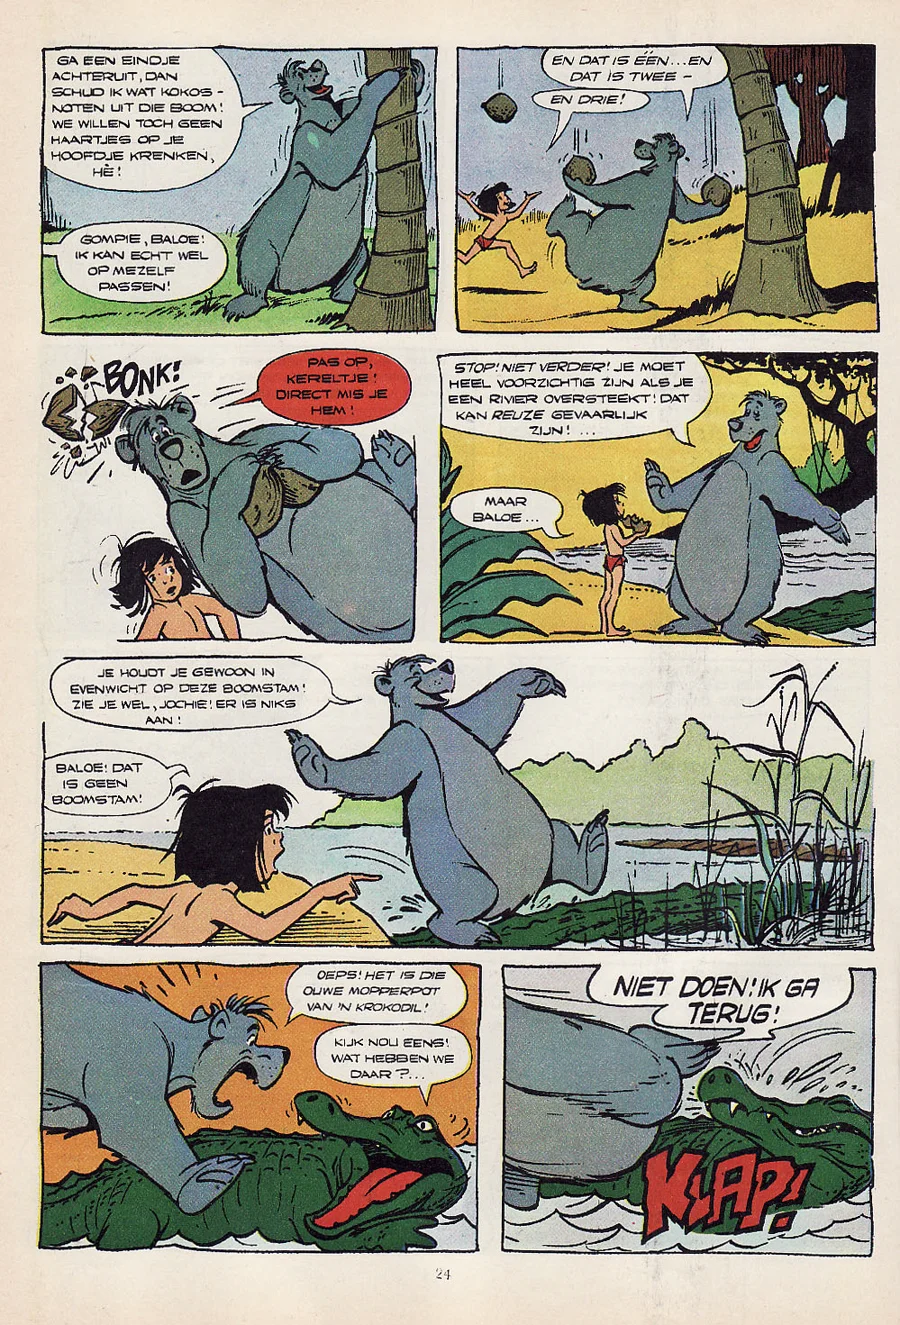 GA EEN EINDJE
ACHTERUIT, DAN
SCHUD IK WAT KOKOS -
NOTEN UIT DIE BOOM!
WE WILLEN TOCH GEEN
HAARTJES OP JE
HOOFDJE KRENKEN,
HÈ!
GOMPIE, BALOE!
IK KAN ECHT WEL
OP MEZELF
PASSEN!
EN DAT IS ÉÉN...EN
DAT IS TWEE -
EN DRIE!
BONK!
PAS OP,
KERELTJE!
DIRECT MIS JE
HEM!
STOP! NIET VERDER! JE MOET
HEEL VOORZICHTIG ZIJN ALS JE
EEN RIVIER OVERSTEEKT! DAT
KAN REUZE GEVAARLIJK
ZIJN! ...
MAAR
BALOE...
JE HOUDT JE GEWOON IN
EVENWICHT OP DEZE BOOMSTAM!
ZIE JE WEL, JOCHIE! ER IS NIKS
AAN!
BALOE! DAT
IS GEEN
BOOMSTAM!
OEPS! HET IS DIE
OUWE MOPPERPOT
VAN 'N KROKODIL!
KIJK NOU EENS!
WAT HEBBEN WE
DAAR?...
NIET DOEN! IK GA
TERUG!
KLAP!
24